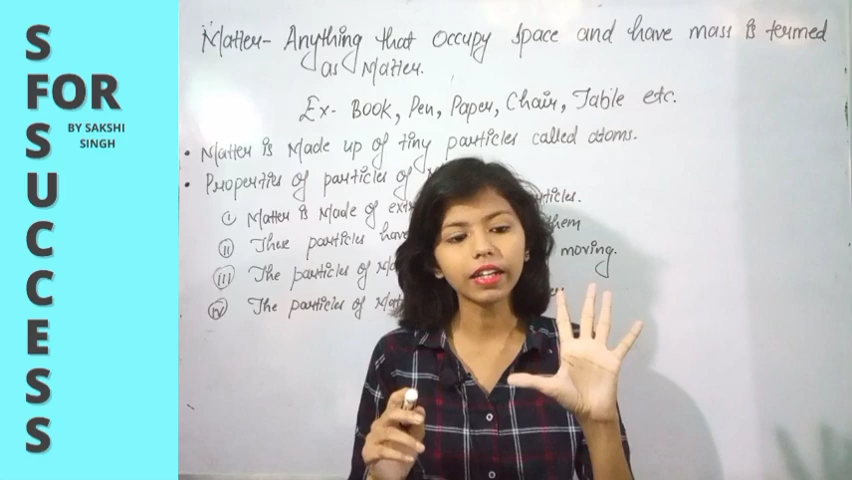 S
FOR
S
U
C
C
E
S
S
BY SAKSHI
SINGH
Matter- Anything that occupy space and have mass is termed
as Matter.
Ex- Book, Pen, Paper, Chair, Table etc.
• Matter is Made up of tiny particles called atoms.
• Properties of particles of
(i) Matter is Made of particles.
(ii) These particles have them
(iii) The particles of moving.
(iv) The particles of